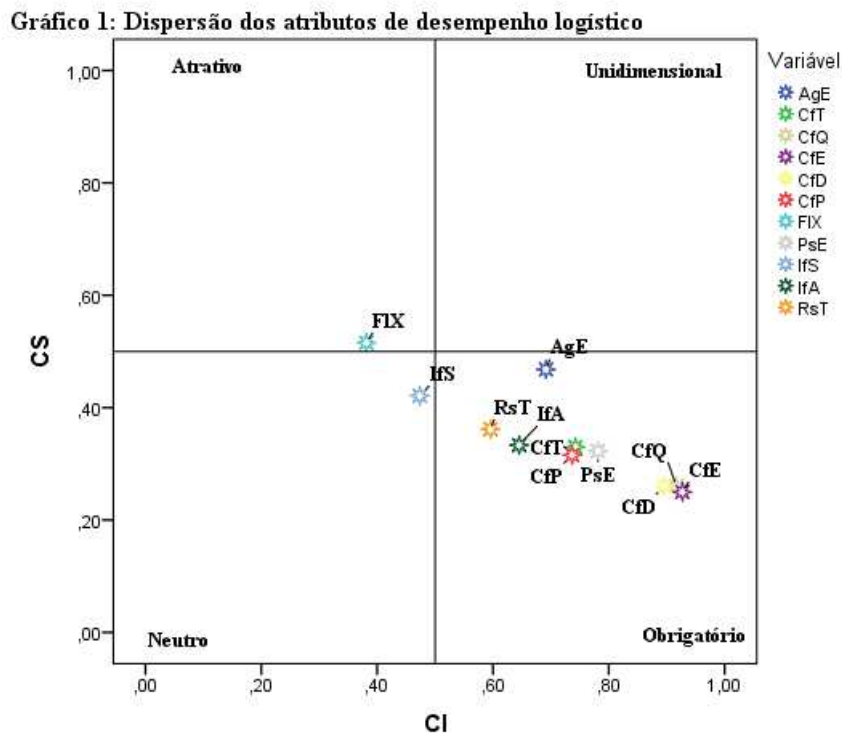 Gráfico 1: Dispersão dos atributos de desempenho logístico
Atrativo
Unidimensional
Variável
AgE
CfT
CfQ
CfE
CfD
CfP
FlX
PsE
IfS
IfA
RsT
1,00
,80
,60
,40
,20
,00
CS
FlX
AgE
IfS
RsT
IfA
CfT
CfQ
CfE
CfP
PsE
CfD
Neutro
Obrigatório
,00
,20
,40
,60
,80
1,00
CI